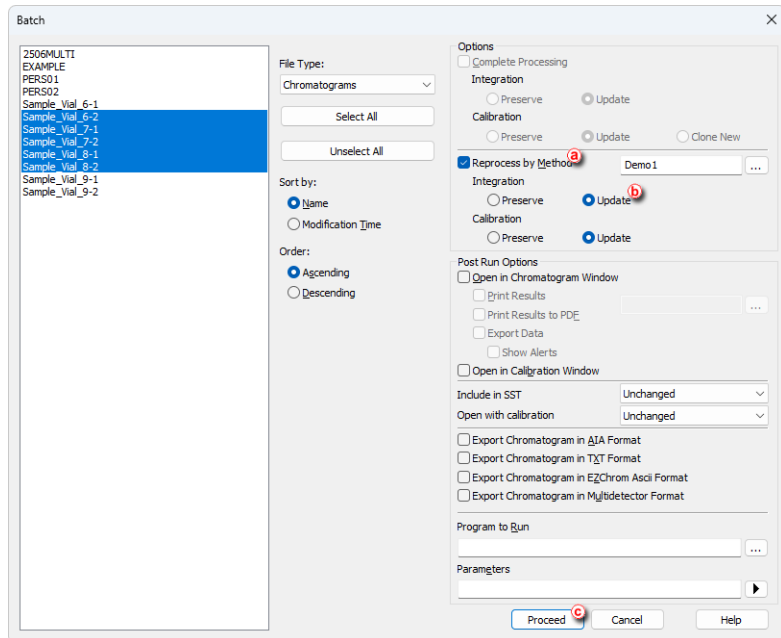 Batch
2506MULTI
EXAMPLE
PERS01
PERS02
Sample_Vial_6-1
Sample_Vial_6-2
Sample_Vial_7-1
Sample_Vial_7-2
Sample_Vial_8-1
Sample_Vial_8-2
Sample_Vial_9-1
Sample_Vial_9-2
File Type:
Chromatograms
Select All
Unselect All
Sort by:
Name
Modification Time
Order:
Ascending
Descending
Options
Complete Processing
Integration
Preserve Update
Calibration
Preserve Update Clone New
Reprocess by Method a Demo1 ...
Integration
Preserve Update b
Calibration
Preserve Update
Post Run Options
Open in Chromatogram Window
Print Results ...
Print Results to PDF
Export Data
Show Alerts
Open in Calibration Window
Include in SST Unchanged
Open with calibration Unchanged
Export Chromatogram in AIA Format
Export Chromatogram in TXT Format
Export Chromatogram in EZChrom Ascii Format
Export Chromatogram in Multidetector Format
Program to Run
...
Parameters
Proceed c Cancel Help